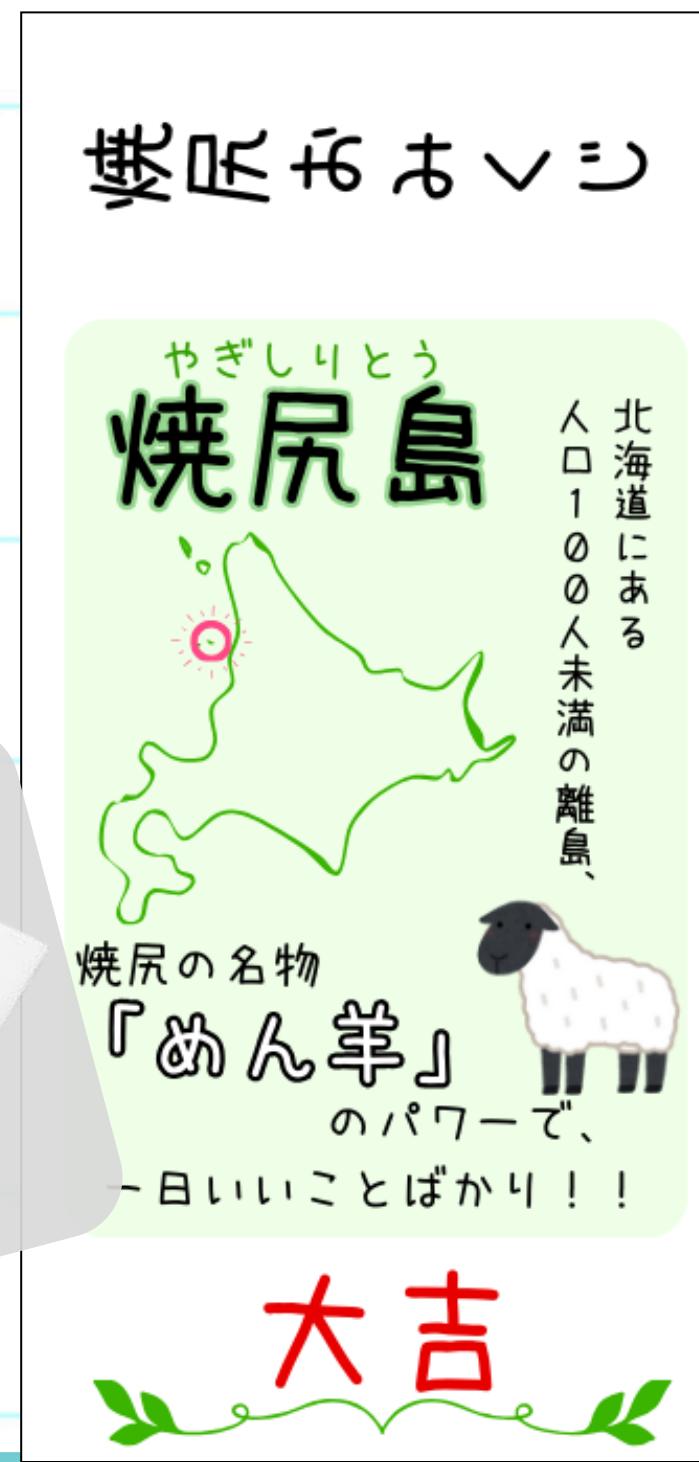 焼尻おみくじ
やぎしりとう
焼尻島
北海道にある
人口100人未満の離島、
焼尻の名物
『めん羊』
のパワーで、
一日いいことばかり！！
大吉